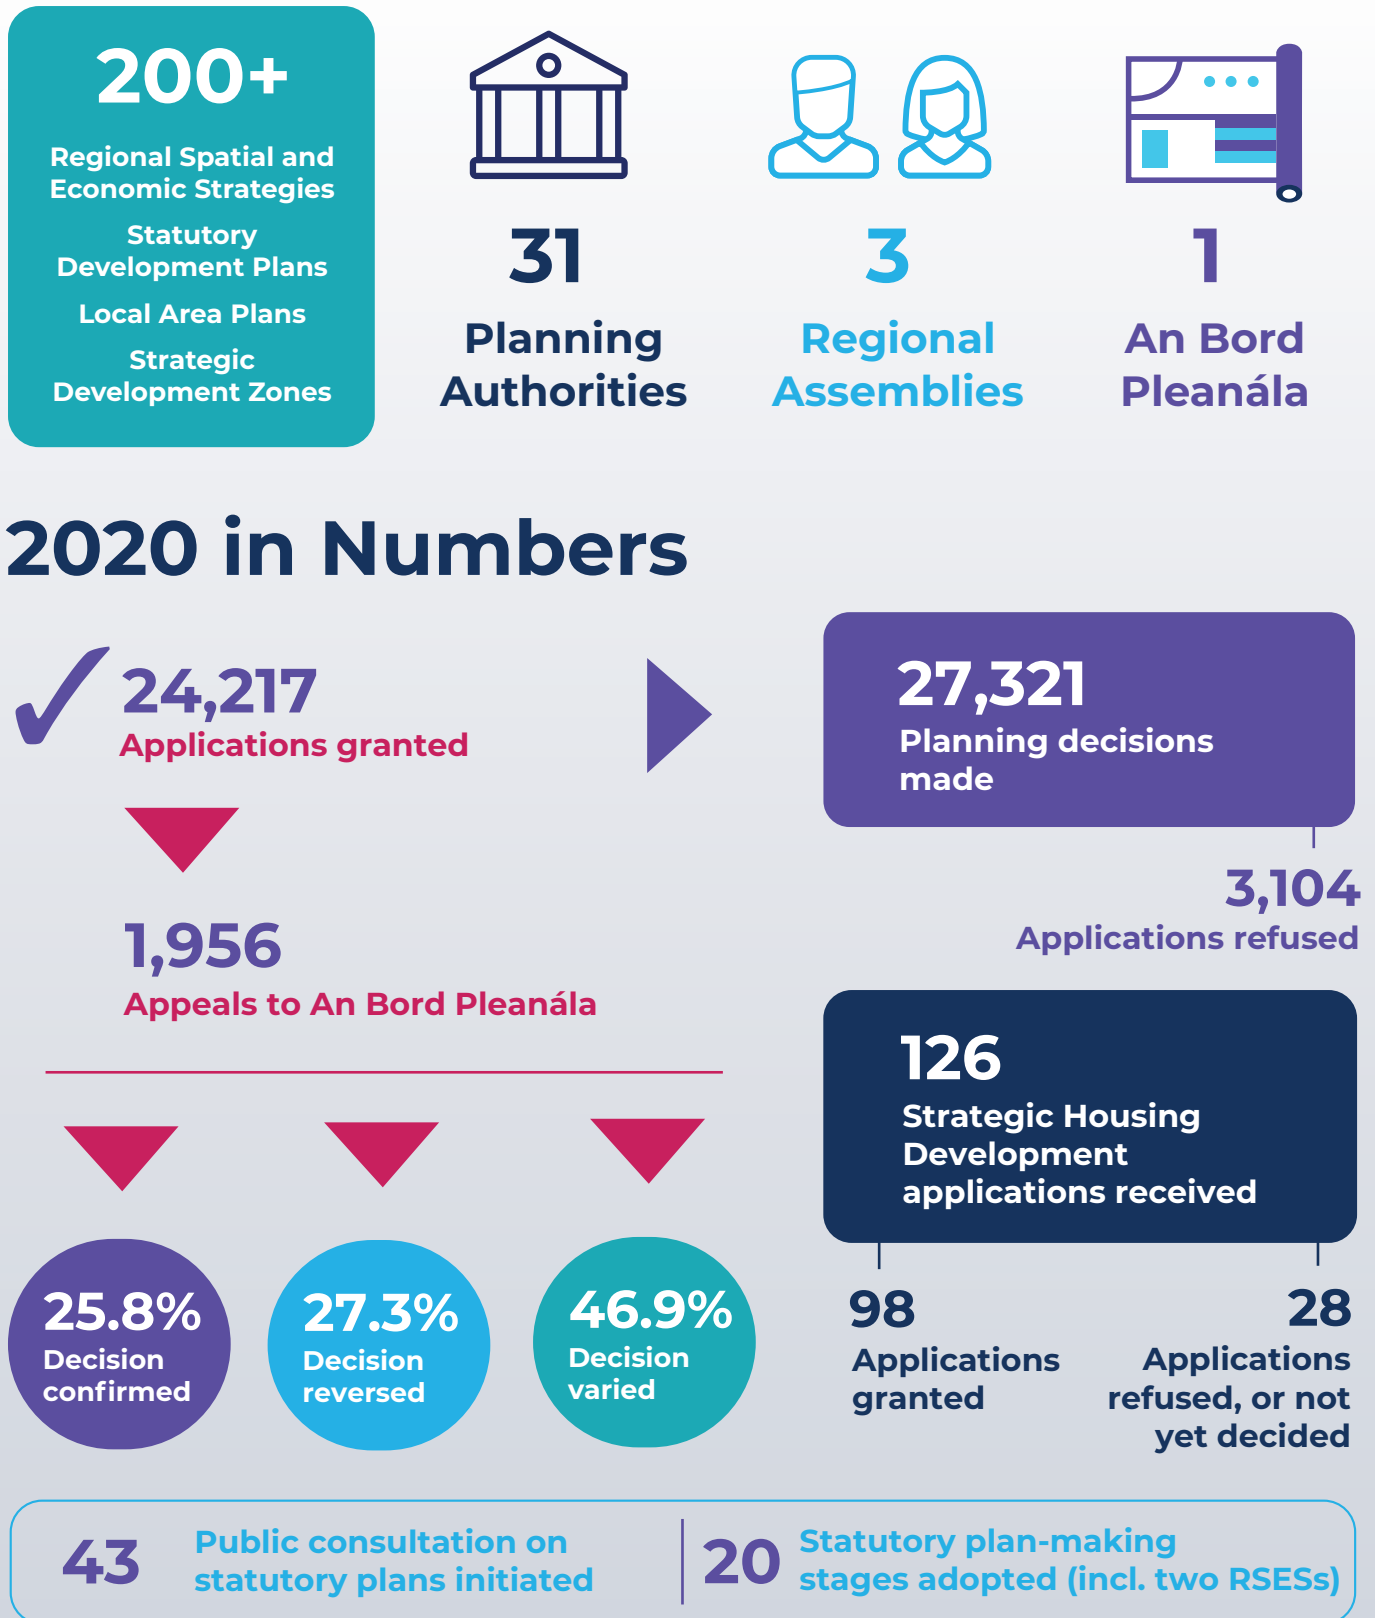 200+
Regional Spatial and
Economic Strategies
Statutory
Development Plans
Local Area Plans
Strategic
Development Zones
31
Planning
Authorities
3
Regional
Assemblies
1
An Bord
Pleanála
2020 in Numbers
24,217
Applications granted
27,321
Planning decisions
made
3,104
Applications refused
1,956
Appeals to An Bord Pleanála
126
Strategic Housing
Development
applications received
25.8%
Decision
confirmed
27.3%
Decision
reversed
46.9%
Decision
varied
98
Applications
granted
28
Applications
refused, or not
yet decided
43
Public consultation on
statutory plans initiated
20
Statutory plan-making
stages adopted (incl. two RSESs)